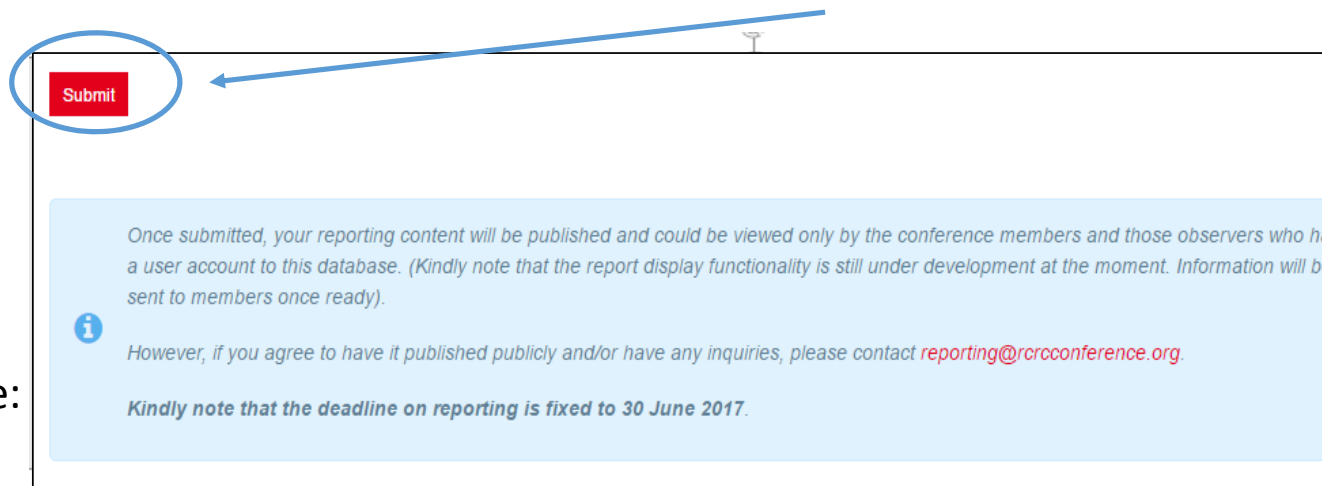 Submit
Once submitted, your reporting content will be published and could be viewed only by the conference members and those observers who
a user account to this database. (Kindly note that the report display functionality is still under development at the moment. Information will
sent to members once ready).
However, if you agree to have it published publicly and/or have any inquiries, please contact reporting@rcrcconference.org.
e:
Kindly note that the deadline on reporting is fixed to 30 June 2017.